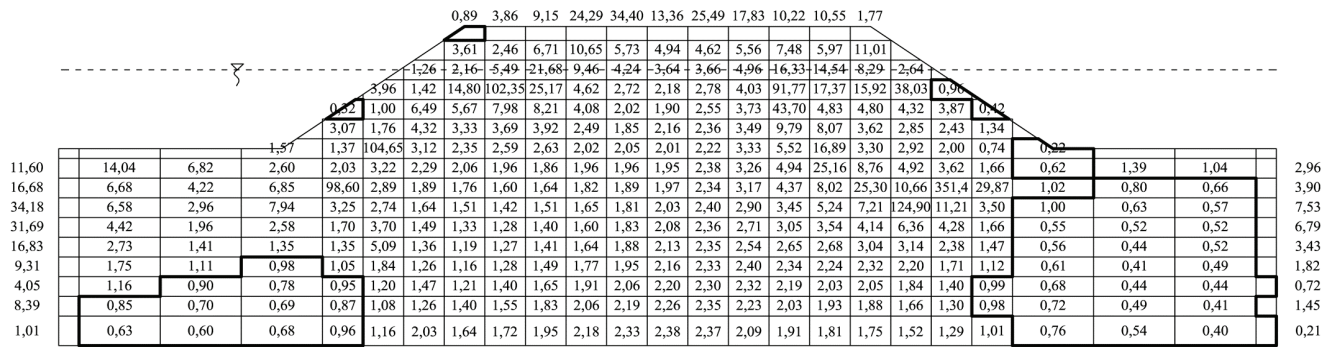 0,89 3,86 9,15 24,29 34,40 13,36 25,49 17,83 10,22 10,55 1,77
3,61 2,46 6,71 10,65 5,73 4,94 4,62 5,56 7,48 5,97 11,01
1,26 2,16 5,49 21,68 9,46 4,24 3,64 3,66 4,96 16,33 14,54 8,29 2,64
3,96 1,42 14,80 102,35 25,17 4,62 2,72 2,18 2,78 4,03 91,77 17,37 15,92 38,03 0,96
0,32 1,00 6,49 5,67 7,98 8,21 4,08 2,02 1,90 2,55 3,73 43,70 4,83 4,80 4,32 3,87 0,42
3,07 1,76 4,32 3,33 3,69 3,92 2,49 1,85 2,16 2,36 3,49 9,79 8,07 3,62 2,85 2,43 1,34
1,57 1,37 104,65 3,12 2,35 2,59 2,63 2,02 2,05 2,01 2,22 3,33 5,52 16,89 3,30 2,92 2,00 0,74 0,22
11,60 14,04 6,82 2,60 2,03 3,22 2,29 2,06 1,96 1,86 1,96 1,96 1,95 2,38 3,26 4,94 25,16 8,76 4,92 3,62 1,66 0,62 1,39 1,04 2,96
16,68 6,68 4,22 6,85 98,60 2,89 1,89 1,76 1,60 1,64 1,82 1,89 1,97 2,34 3,17 4,37 8,02 25,30 10,66 351,4 29,87 1,02 0,80 0,66 3,90
34,18 6,58 2,96 7,94 3,25 2,74 1,64 1,51 1,42 1,51 1,65 1,81 2,03 2,40 2,90 3,45 5,24 7,21 124,90 11,21 3,50 1,00 0,63 0,57 7,53
31,69 4,42 1,96 2,58 1,70 3,70 1,49 1,33 1,28 1,40 1,60 1,83 2,08 2,36 2,71 3,05 3,54 4,14 6,36 4,28 1,66 0,55 0,52 0,52 6,79
16,83 2,73 1,41 1,35 1,35 5,09 1,36 1,19 1,27 1,41 1,64 1,88 2,13 2,35 2,54 2,65 2,68 3,04 3,14 2,38 1,47 0,56 0,44 0,52 3,43
9,31 1,75 1,11 0,98 1,05 1,84 1,26 1,16 1,28 1,49 1,77 1,95 2,16 2,33 2,40 2,34 2,24 2,32 2,20 1,71 1,12 0,61 0,41 0,49 1,82
4,05 1,16 0,90 0,78 0,95 1,20 1,47 1,21 1,40 1,65 1,91 2,06 2,20 2,30 2,32 2,19 2,03 2,05 1,84 1,40 0,99 0,68 0,44 0,44 0,72
8,39 0,85 0,70 0,69 0,87 1,08 1,26 1,40 1,55 1,83 2,06 2,19 2,26 2,35 2,23 2,03 1,93 1,88 1,66 1,30 0,98 0,72 0,49 0,41 1,45
1,01 0,63 0,60 0,68 0,96 1,16 2,03 1,64 1,72 1,95 2,18 2,33 2,38 2,37 2,09 1,91 1,81 1,75 1,52 1,29 1,01 0,76 0,54 0,40 0,21